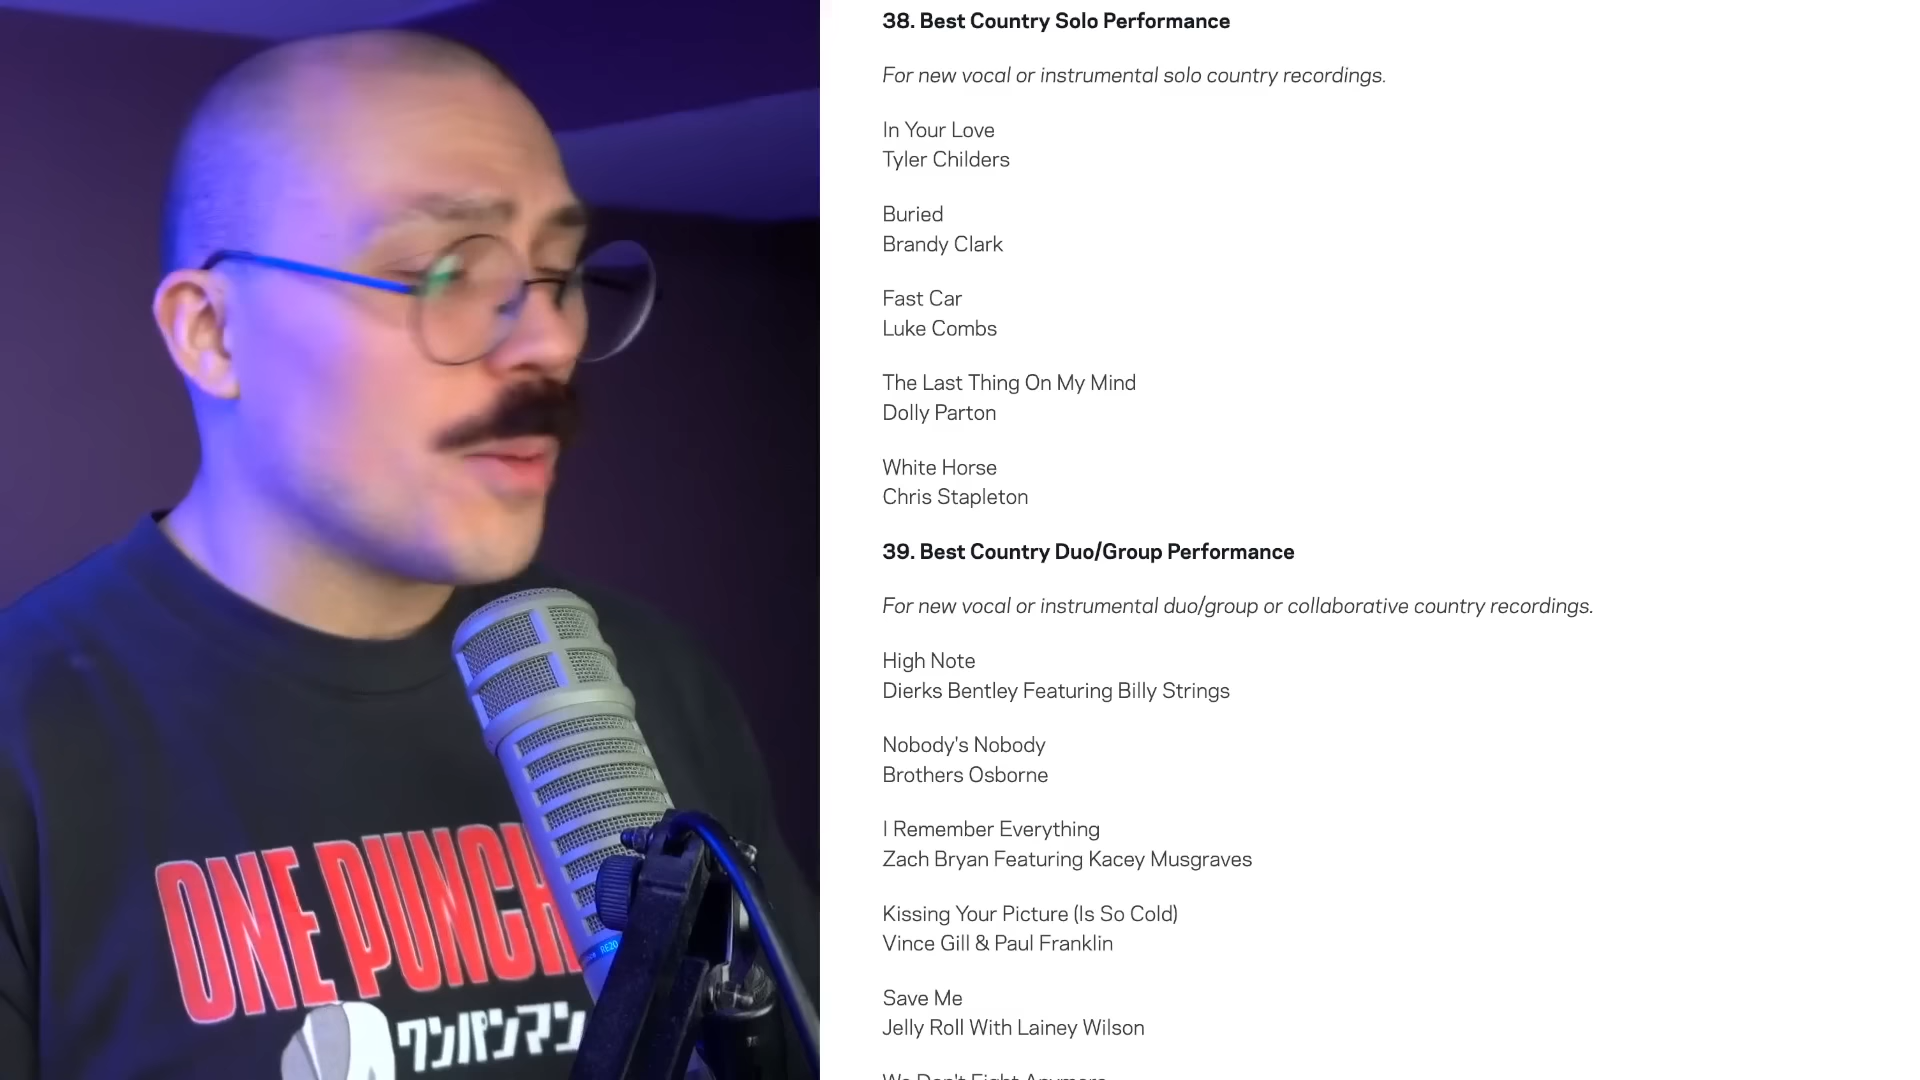 38. Best Country Solo Performance
For new vocal or instrumental solo country recordings.
In Your Love
Tyler Childers
Buried
Brandy Clark
Fast Car
Luke Combs
The Last Thing On My Mind
Dolly Parton
White Horse
Chris Stapleton
39. Best Country Duo/Group Performance
For new vocal or instrumental duo/group or collaborative country recordings.
High Note
Dierks Bentley Featuring Billy Strings
Nobody's Nobody
Brothers Osborne
I Remember Everything
Zach Bryan Featuring Kacey Musgraves
Kissing Your Picture (Is So Cold)
Vince Gill & Paul Franklin
Save Me
Jelly Roll With Lainey Wilson
We Don't Fight Anymore
ONE PUNCH
ワンパンマン
RE20